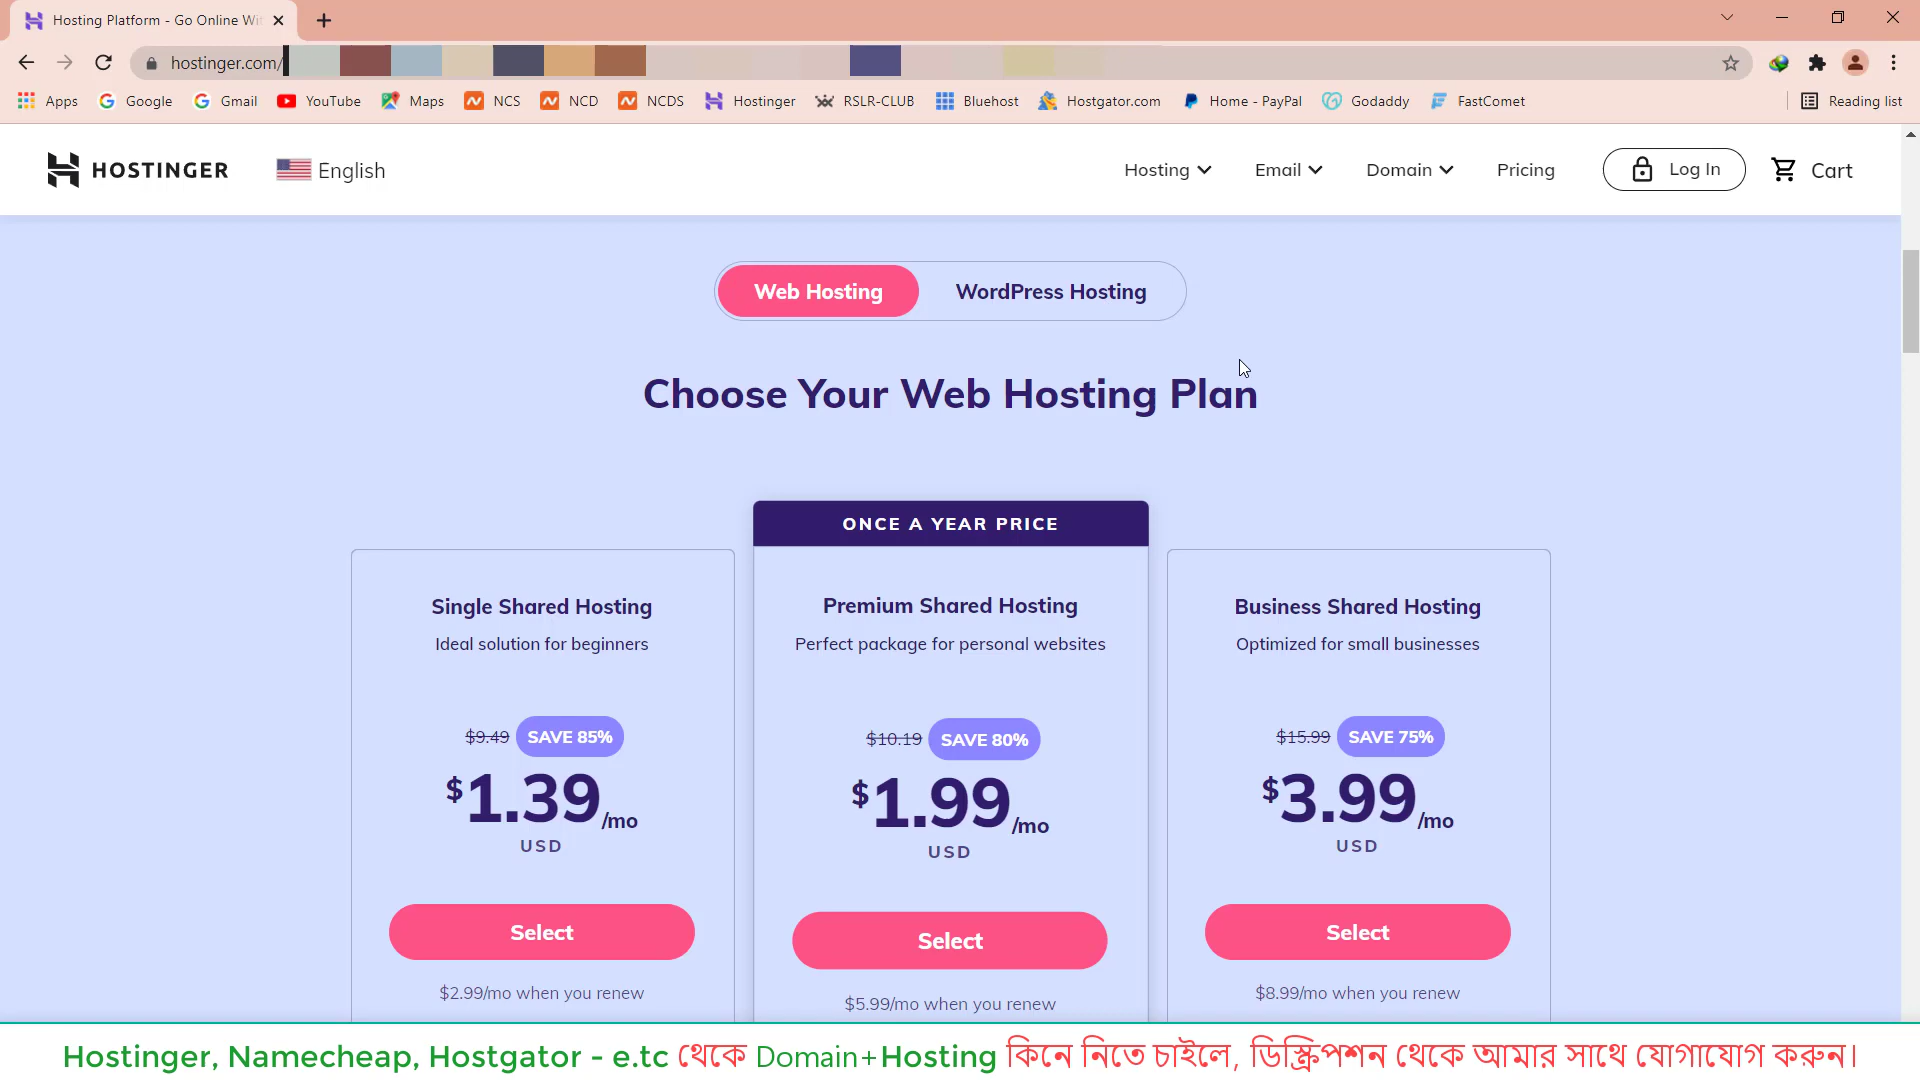 Hosting Platform - Go Online Wit
hostinger.com/
Apps Google Gmail YouTube Maps NCS NCD NCDS Hostinger RSLR-CLUB Bluehost Hostgator.com Home - PayPal Godaddy FastComet Reading list
HOSTINGER English Hosting Email Domain Pricing Log In Cart
Web Hosting WordPress Hosting
Choose Your Web Hosting Plan
ONCE A YEAR PRICE
Single Shared Hosting
Ideal solution for beginners
$9.49 SAVE 85%
$1.39/mo
USD
Select
$2.99/mo when you renew
Premium Shared Hosting
Perfect package for personal websites
$10.19 SAVE 80%
$1.99/mo
USD
Select
$5.99/mo when you renew
Business Shared Hosting
Optimized for small businesses
$15.99 SAVE 75%
$3.99/mo
USD
Select
$8.99/mo when you renew
Hostinger, Namecheap, Hostgator - e.tc থেকে Domain+Hosting কিনে নিতে চাইলে, ডিস্ক্রিপশন থেকে আমার সাথে যোগাযোগ করুন।